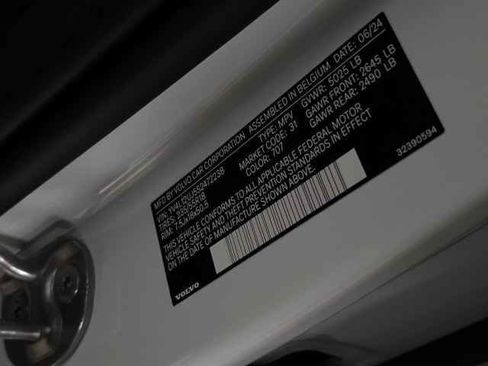 MFD BY VOLVO CAR CORPORATION ASSEMBLED IN BELGIUM DATE: 06/24
GVWR: 5025 LB
TYPE: MPV GAWR FRONT: 2645 LB
MARKET CODE: 31 GAWR REAR: 2490 LB
COLOR: 707
THIS VEHICLE CONFORMS TO ALL APPLICABLE FEDERAL MOTOR
VEHICLE SAFETY AND THEFT PREVENTION STANDARDS IN EFFECT
ON THE DATE OF MANUFACTURE SHOWN ABOVE.
32390594
VOLVO